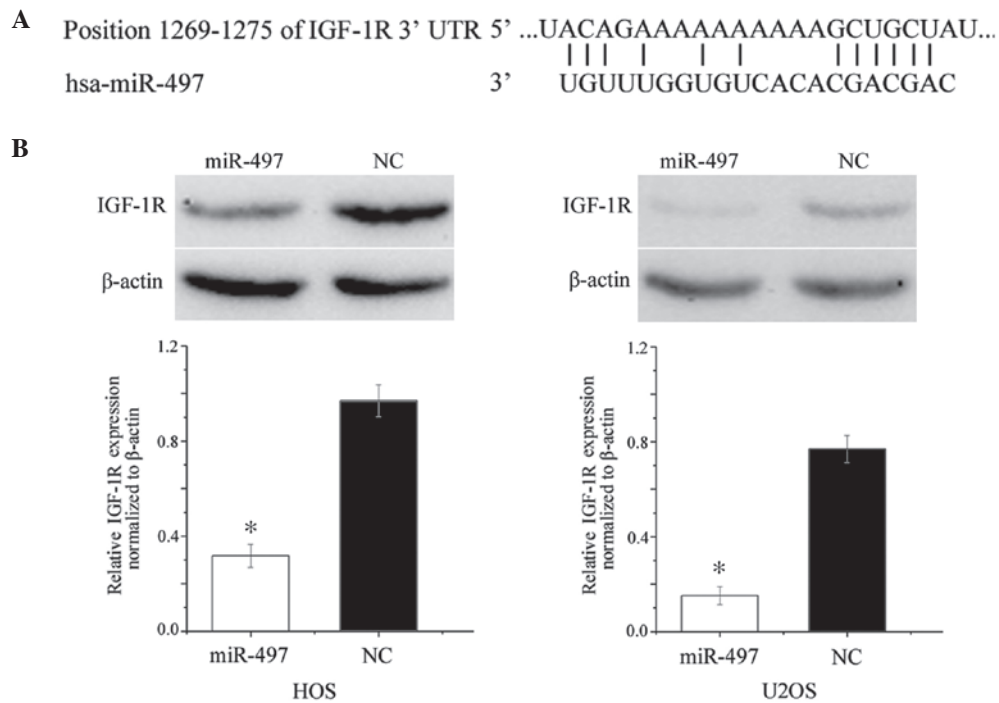 A
Position 1269-1275 of IGF-1R 3' UTR 5' ...UACAGAAAAAAAAAAGCUGCUAU...
hsa-miR-497 3' UGUUUGGUGUCACACGACGAC
B
miR-497 NC
IGF-1R
β-actin
1.2
0.8
0.4
0.0
Relative IGF-1R expression
normalized to β-actin
*
miR-497 NC
HOS
miR-497 NC
IGF-1R
β-actin
1.2
0.8
0.4
0.0
Relative IGF-1R expression
normalized to β-actin
*
miR-497 NC
U2OS